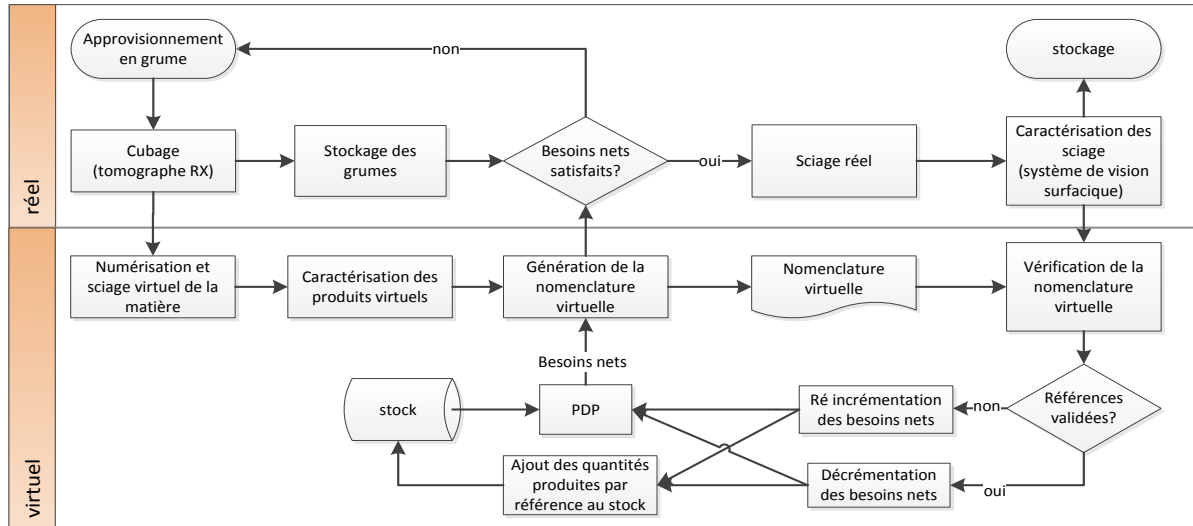 réel
Approvisionnement
en grume
non
stockage
Cubage
(tomographe RX)
Stockage des
grumes
Besoins nets
satisfaits?
oui
Sciage réel
Caractérisation des
sciage
(système de vision
surfacique)
virtuel
Numérisation et
sciage virtuel de la
matière
Caractérisation des
produits virtuels
Génération de la
nomenclature
virtuelle
Nomenclature
virtuelle
Vérification de la
nomenclature
virtuelle
Besoins nets
stock
PDP
Ré incrémentation
des besoins nets
non
Références
validées?
Ajout des quantités
produites par
référence au stock
Décrémentation
des besoins nets
oui